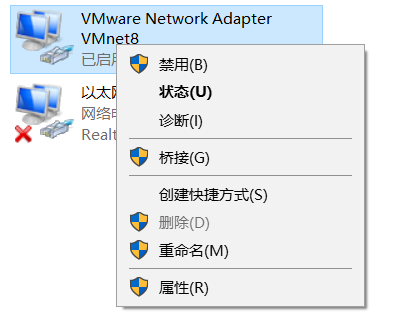 VMware Network Adapter
VMnet8
已启用
禁用(B)
状态(U)
诊断(I)
以太网
网络电
Realt
桥接(G)
创建快捷方式(S)
删除(D)
重命名(M)
属性(R)